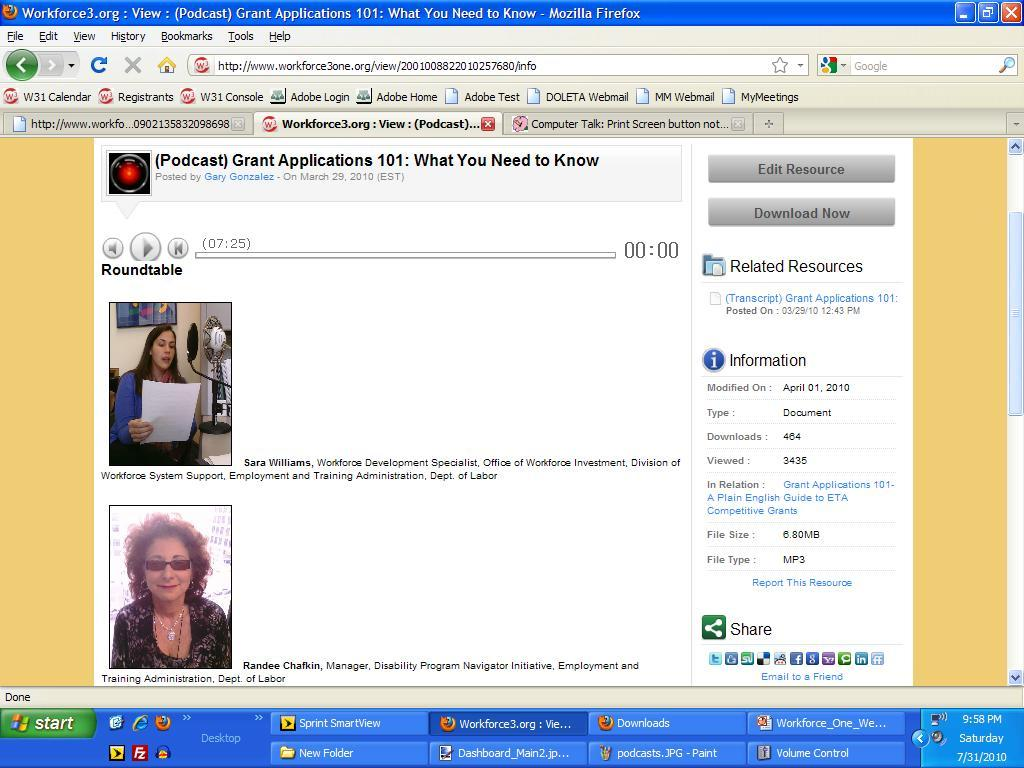 Workforce3.org : View : (Podcast) Grant Applications 101: What You Need to Know - Mozilla Firefox
File Edit View History Bookmarks Tools Help
http://www.workforce3one.org/view/2001008822010257680/info
Google
W31 Calendar Registrants W31 Console Adobe Login Adobe Home Adobe Test DOLETA Webmail MM Webmail MyMeetings
http://www.workfo...0902135832098698 Workforce3.org : View : (Podcast)... Computer Talk: Print Screen button not...
(Podcast) Grant Applications 101: What You Need to Know
Posted by Gary Gonzalez - On March 29, 2010 (EST)
(07:25)
00:00
Roundtable
Sara Williams, Workforce Development Specialist, Office of Workforce Investment, Division of
Workforce System Support, Employment and Training Administration, Dept. of Labor
Randee Chafkin, Manager, Disability Program Navigator Initiative, Employment and
Training Administration, Dept. of Labor
Edit Resource
Download Now
Related Resources
(Transcript) Grant Applications 101:
Posted On : 03/29/10 12:43 PM
Information
Modified On : April 01, 2010
Type : Document
Downloads : 464
Viewed : 3435
In Relation : Grant Applications 101-
A Plain English Guide to ETA
Competitive Grants
File Size : 6.80MB
File Type : MP3
Report This Resource
Share
Email to a Friend
Done
start
Desktop
Sprint SmartView Workforce3.org : Vie... Downloads Workforce_One_We...
New Folder Dashboard_Main2.jp... podcasts.JPG - Paint Volume Control
9:58 PM
Saturday
7/31/2010